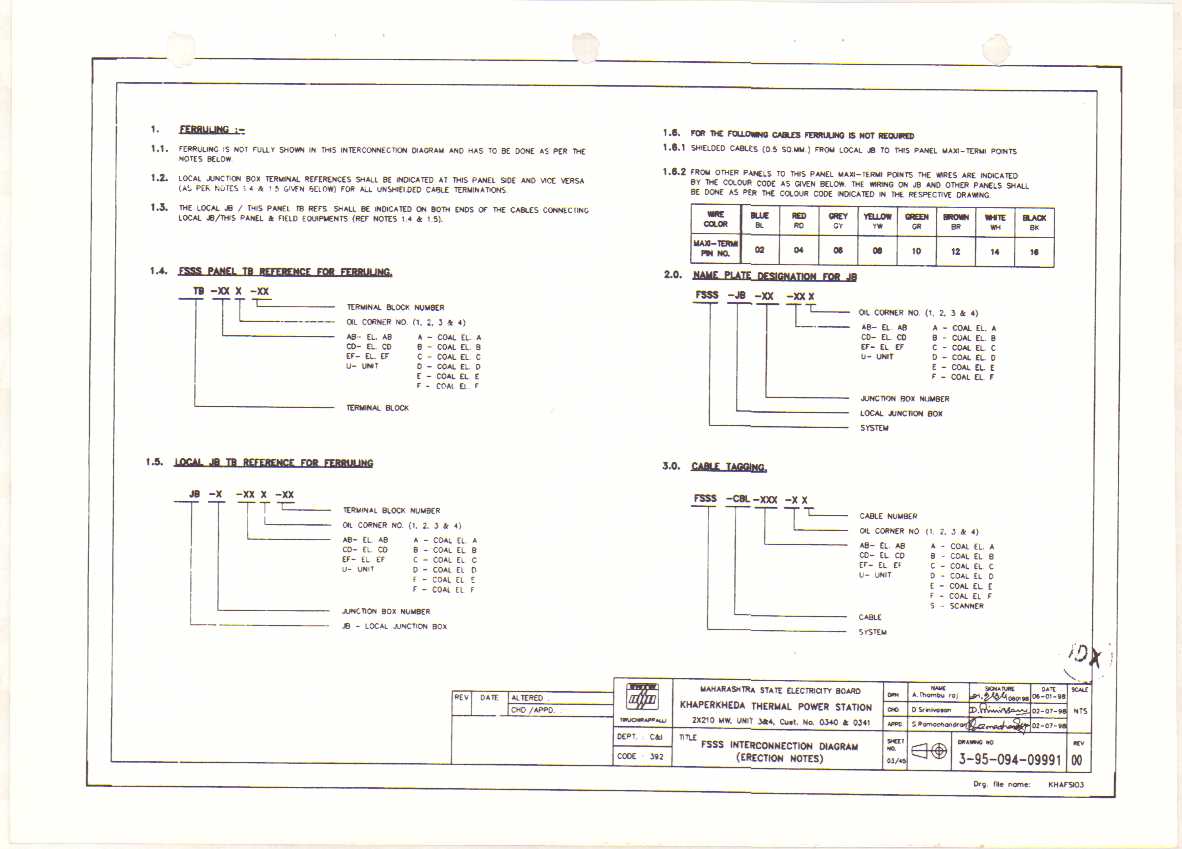 1. FERRULING :-
1.1. FERRULING IS NOT FULLY SHOWN IN THIS INTERCONNECTION DIAGRAM AND HAS TO BE DONE AS PER THE
NOTES BELOW.
1.2. LOCAL JUNCTION BOX TERMINAL REFERENCES SHALL BE INDICATED AT THIS PANEL SIDE AND VICE VERSA
(AS PER NOTES 1.4 & 1.5 GIVEN BELOW) FOR ALL UNSHIELDED CABLE TERMINATIONS
1.3. THE LOCAL JB / THIS PANEL TB REFS. SHALL BE INDICATED ON BOTH ENDS OF THE CABLES CONNECTING
LOCAL JB/THIS PANEL & FIELD EQUIPMENTS (REF NOTES 1.4 & 1.5).
1.4. FSSS PANEL TB REFERENCE FOR FERRULING.
TB -XX X -XX
TERMINAL BLOCK NUMBER
OIL CORNER NO. (1, 2, 3 & 4)
AB- EL. AB A - COAL EL. A
CD- EL. CD B - COAL EL. B
EF- EL. EF C - COAL EL. C
U- UNIT D - COAL EL. D
E - COAL EL. E
F - COAL EL. F
TERMINAL BLOCK
1.5. LOCAL JB TB REFERENCE FOR FERRULING
JB -X -XX X -XX
TERMINAL BLOCK NUMBER
OIL CORNER NO. (1, 2, 3 & 4)
AB- EL. AB A - COAL EL. A
CD- EL. CD B - COAL EL. B
EF- EL. EF C - COAL EL. C
U- UNIT D - COAL EL. D
E - COAL EL. E
F - COAL EL. F
JUNCTION BOX NUMBER
JB - LOCAL JUNCTION BOX
1.6. FOR THE FOLLOWING CABLES FERRULING IS NOT REQUIRED
1.6.1 SHIELDED CABLES (0.5 SQ.MM.) FROM LOCAL JB TO THIS PANEL MAXI-TERMI POINTS
1.6.2 FROM OTHER PANELS TO THIS PANEL MAXI-TERMI POINTS THE WIRES ARE INDICATED
BY THE COLOUR CODE AS GIVEN BELOW. THE WIRING ON JB AND OTHER PANELS SHALL
BE DONE AS PER THE COLOUR CODE INDICATED IN THE RESPECTIVE DRAWING.
WIRE COLOR BLUE BL RED RD GREY GY YELLOW YW GREEN GR BROWN BR WHITE WH BLACK BK
MAXI-TERMI PIN NO. 02 04 06 08 10 12 14 16
2.0. NAME PLATE DESIGNATION FOR JB
FSSS -JB -XX -XX X
OIL CORNER NO. (1, 2, 3 & 4)
AB- EL. AB A - COAL EL. A
CD- EL. CD B - COAL EL. B
EF- EL EF C - COAL EL. C
U- UNIT D - COAL EL. D
E - COAL EL. E
F - COAL EL. F
JUNCTION BOX NUMBER
LOCAL JUNCTION BOX
SYSTEM
3.0. CABLE TAGGING.
FSSS -CBL -XXX -X X
CABLE NUMBER
OIL CORNER NO (1, 2, 3 & 4)
AB- EL. AB A - COAL EL. A
CD- EL. CD B - COAL EL B
EF- EL EF C - COAL EL. C
U- UNIT D - COAL EL D
E - COAL EL. E
F - COAL EL F
S - SCANNER
CABLE
SYSTEM
REV DATE ALTERED
CHD /APPD.
TIRUCHIRAPPALLI
DEPT. : C&I
CODE : 392
MAHARASHTRA STATE ELECTRICITY BOARD
KHAPERKHEDA THERMAL POWER STATION
2X210 MW, UNIT 3&4, Cust. No. 0340 & 0341
TITLE FSSS INTERCONNECTION DIAGRAM
(ERECTION NOTES)
NAME SIGNATURE DATE SCALE
DRN A.Thambu raj 06-01-98
CHD D Srinivasan 02-07-98 NTS
APPD S.Ramachandran 02-07-98
SHEET NO. 03/45
DRAWING NO
3-95-094-09991
REV
00
Drg. file name: KHAFSI03